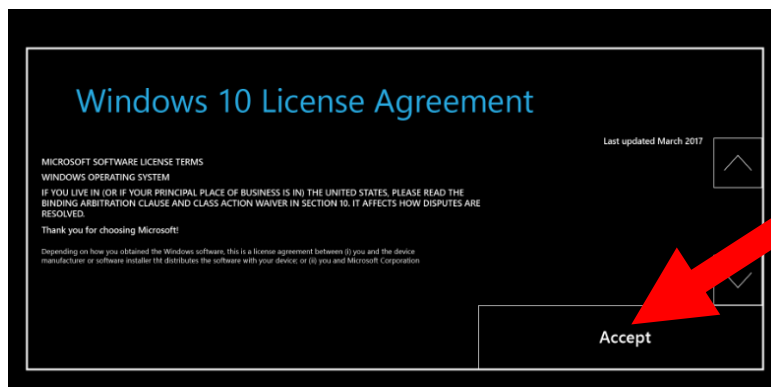 Windows 10 License Agreement
Last updated March 2017
MICROSOFT SOFTWARE LICENSE TERMS
WINDOWS OPERATING SYSTEM
IF YOU LIVE IN (OR IF YOUR PRINCIPAL PLACE OF BUSINESS IS IN) THE UNITED STATES, PLEASE READ THE
BINDING ARBITRATION CLAUSE AND CLASS ACTION WAIVER IN SECTION 10. IT AFFECTS HOW DISPUTES ARE
RESOLVED.
Thank you for choosing Microsoft!
Depending on how you obtained the Windows software, this is a license agreement between (i) you and the device
manufacturer or software installer tht distributes the software with your device; or (ii) you and Microsoft Corporation
Accept